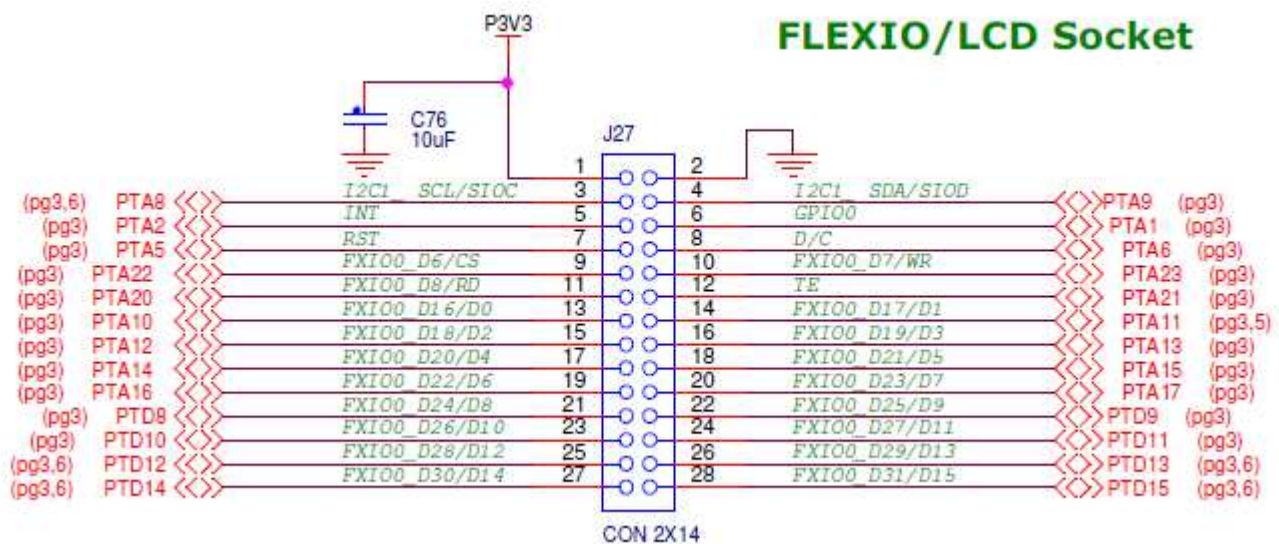 P3V3
FLEXIO/LCD Socket
C76
10uF
J27
1 2
I2C1_ SCL/SIOC 3 4 I2C1_ SDA/SIOD
(pg3,6) PTA8 PTA9 (pg3)
INT 5 6 GPIO0
(pg3) PTA2 PTA1 (pg3)
RST 7 8 D/C
(pg3) PTA5 PTA6 (pg3)
FXIO0_D6/CS 9 10 FXIO0_D7/WR
(pg3) PTA22 PTA23 (pg3)
FXIO0_D8/RD 11 12 TE
(pg3) PTA20 PTA21 (pg3)
FXIO0_D16/D0 13 14 FXIO0_D17/D1
(pg3) PTA10 PTA11 (pg3,5)
FXIO0_D18/D2 15 16 FXIO0_D19/D3
(pg3) PTA12 PTA13 (pg3)
FXIO0_D20/D4 17 18 FXIO0_D21/D5
(pg3) PTA14 PTA15 (pg3)
FXIO0_D22/D6 19 20 FXIO0_D23/D7
(pg3) PTA16 PTA17 (pg3)
FXIO0_D24/D8 21 22 FXIO0_D25/D9
(pg3) PTD8 PTD9 (pg3)
FXIO0_D26/D10 23 24 FXIO0_D27/D11
(pg3) PTD10 PTD11 (pg3)
FXIO0_D28/D12 25 26 FXIO0_D29/D13
(pg3,6) PTD12 PTD13 (pg3,6)
FXIO0_D30/D14 27 28 FXIO0_D31/D15
(pg3,6) PTD14 PTD15 (pg3,6)
CON 2X14